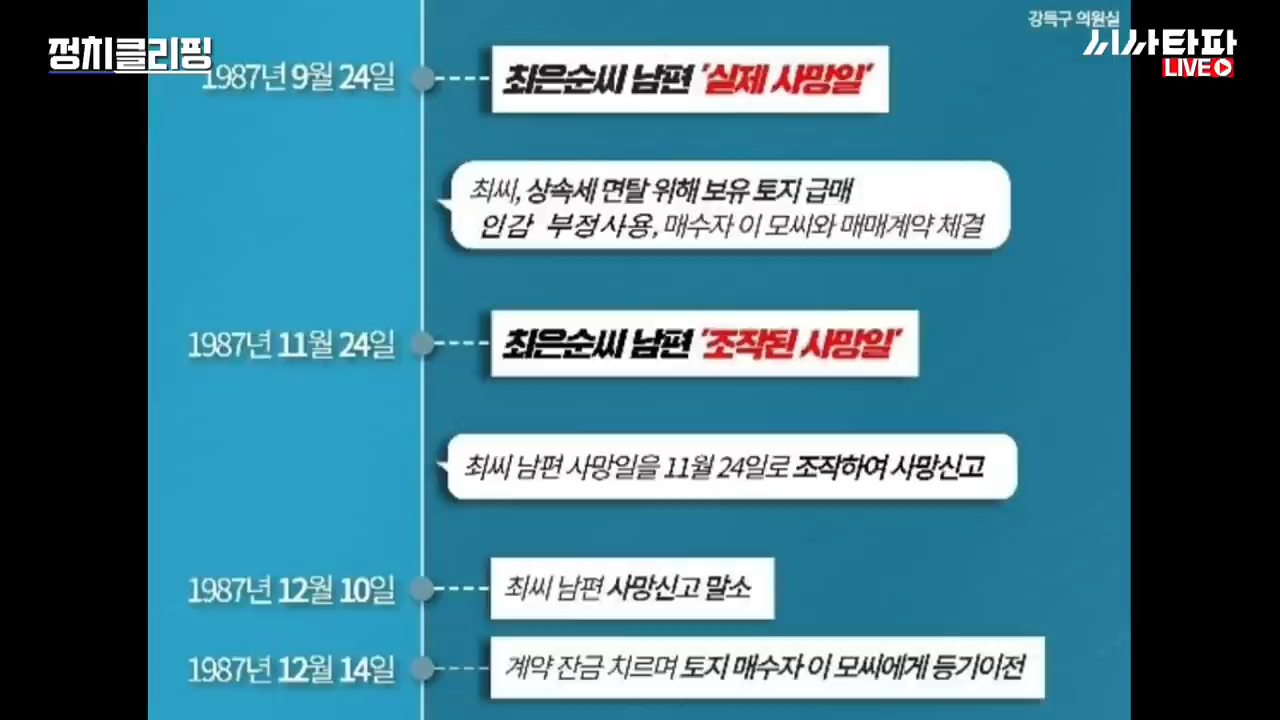 강득구 의원실
정치클리핑
시사타파
LIVE
1987년 9월 24일
최은순씨 남편 '실제 사망일'
최씨, 상속세 면탈 위해 보유 토지 급매
인감 부정사용, 매수자 이 모씨와 매매계약 체결
1987년 11월 24일
최은순씨 남편 '조작된 사망일'
최씨 남편 사망일을 11월 24일로 조작하여 사망신고
1987년 12월 10일
최씨 남편 사망신고 말소
1987년 12월 14일
계약 잔금 치르며 토지 매수자 이 모씨에게 등기이전